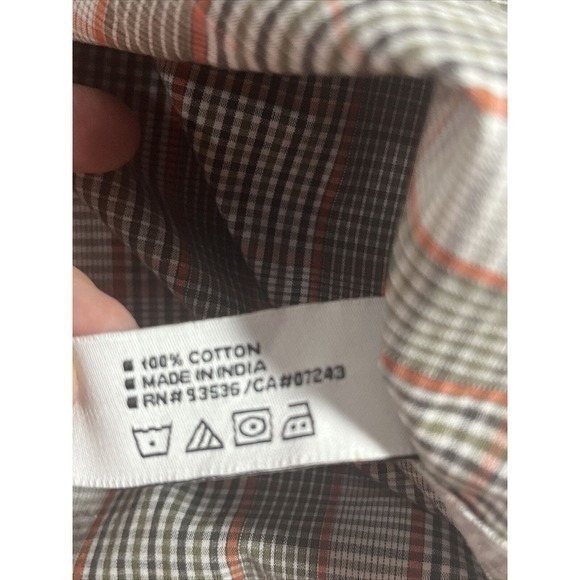 100% COTTON
MADE IN INDIA
RN# 93536 / CA#07243